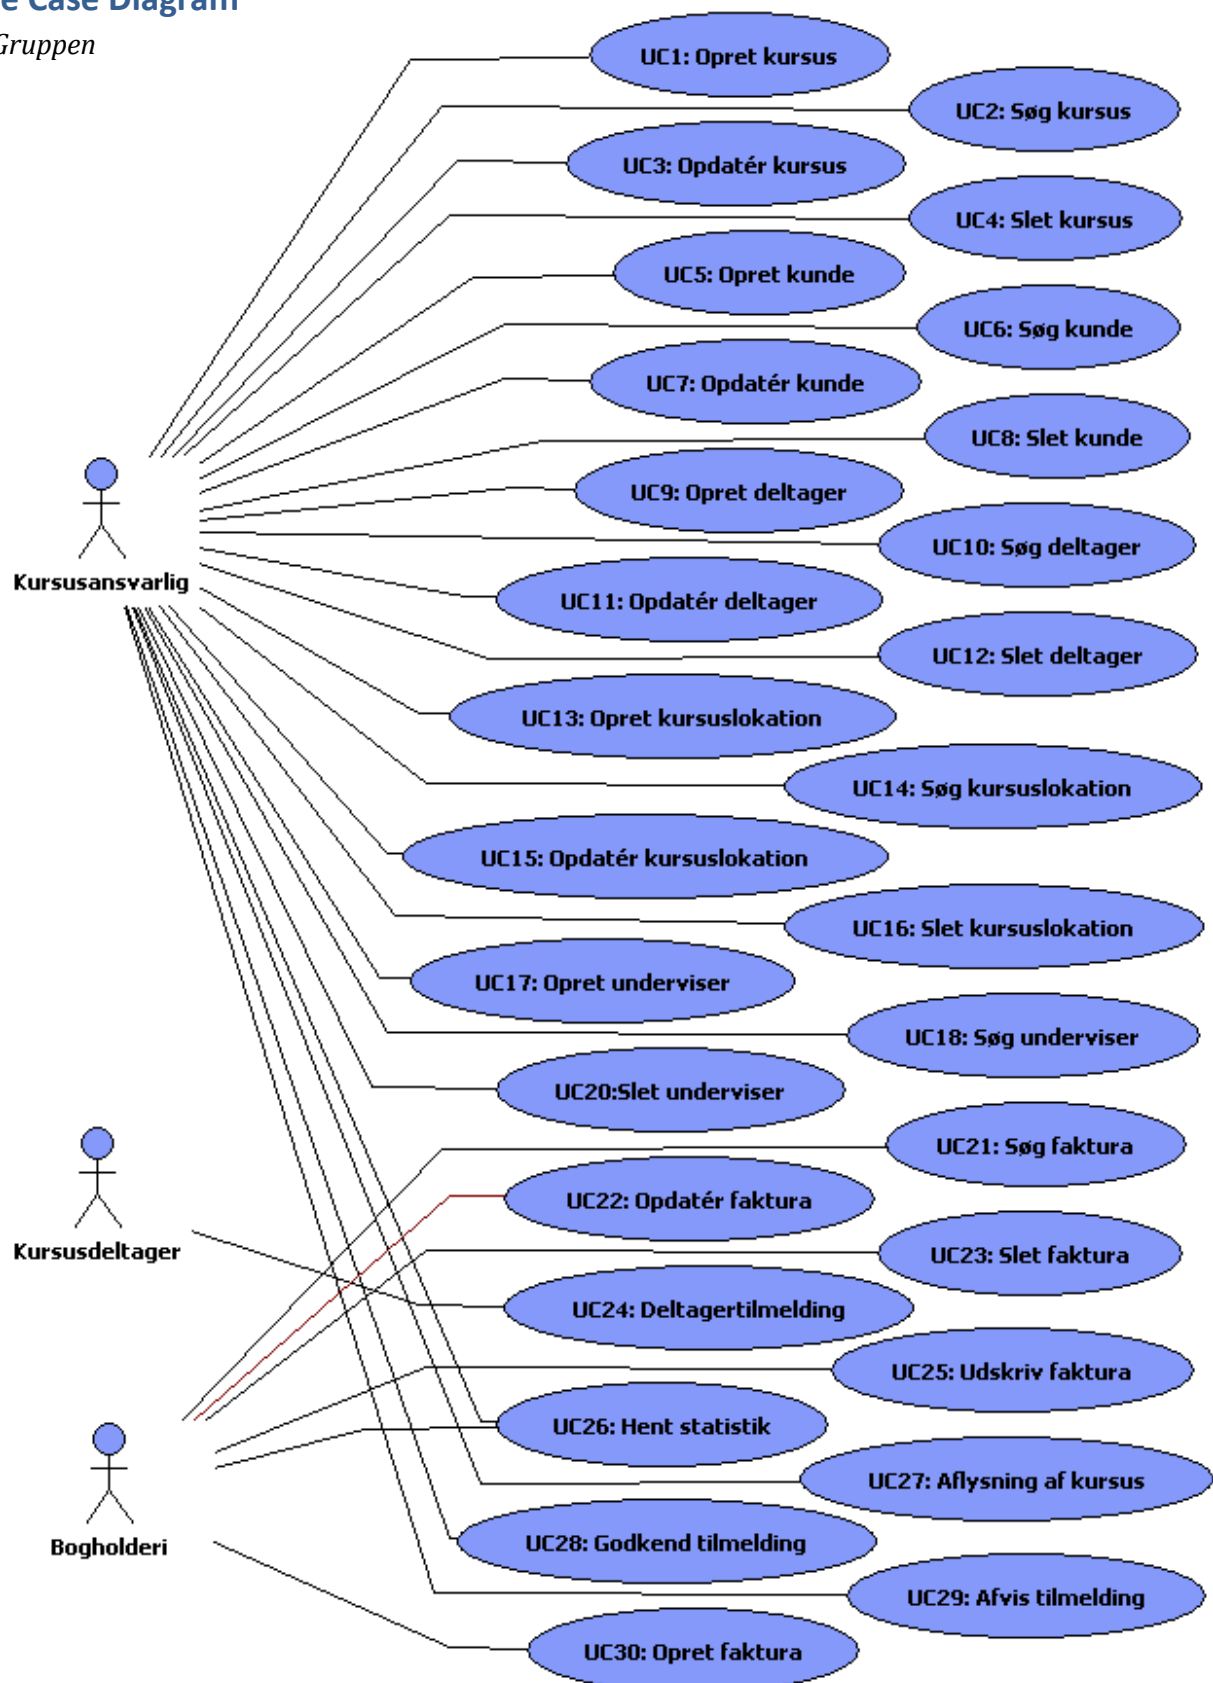 e Case Diagram
Gruppen
UC1: Opret kursus
UC2: Søg kursus
UC3: Opdatér kursus
UC4: Slet kursus
UC5: Opret kunde
UC6: Søg kunde
UC7: Opdatér kunde
UC8: Slet kunde
UC9: Opret deltager
UC10: Søg deltager
Kursusansvarlig
UC11: Opdatér deltager
UC12: Slet deltager
UC13: Opret kursuslokation
UC14: Søg kursuslokation
UC15: Opdatér kursuslokation
UC16: Slet kursuslokation
UC17: Opret underviser
UC18: Søg underviser
UC20:Slet underviser
UC21: Søg faktura
UC22: Opdatér faktura
Kursusdeltager
UC23: Slet faktura
UC24: Deltagertilmelding
UC25: Udskriv faktura
UC26: Hent statistik
UC27: Aflysning af kursus
Bogholderi
UC28: Godkend tilmelding
UC29: Afvis tilmelding
UC30: Opret faktura